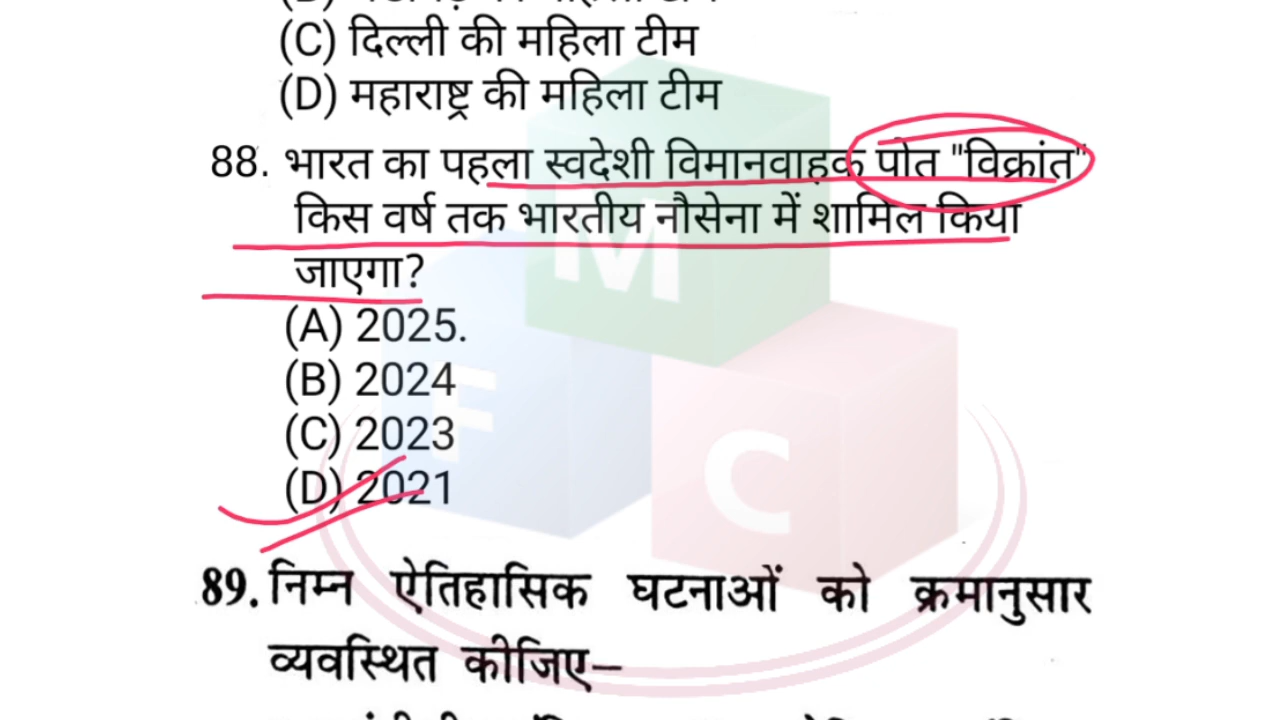 (C) दिल्ली की महिला टीम
(D) महाराष्ट्र की महिला टीम
88. भारत का पहला स्वदेशी विमानवाहक पोत "विक्रांत"
किस वर्ष तक भारतीय नौसेना में शामिल किया
जाएगा?
(A) 2025.
(B) 2024
(C) 2023
(D) 2021
89. निम्न ऐतिहासिक घटनाओं को क्रमानुसार
व्यवस्थित कीजिए–
M
F
C